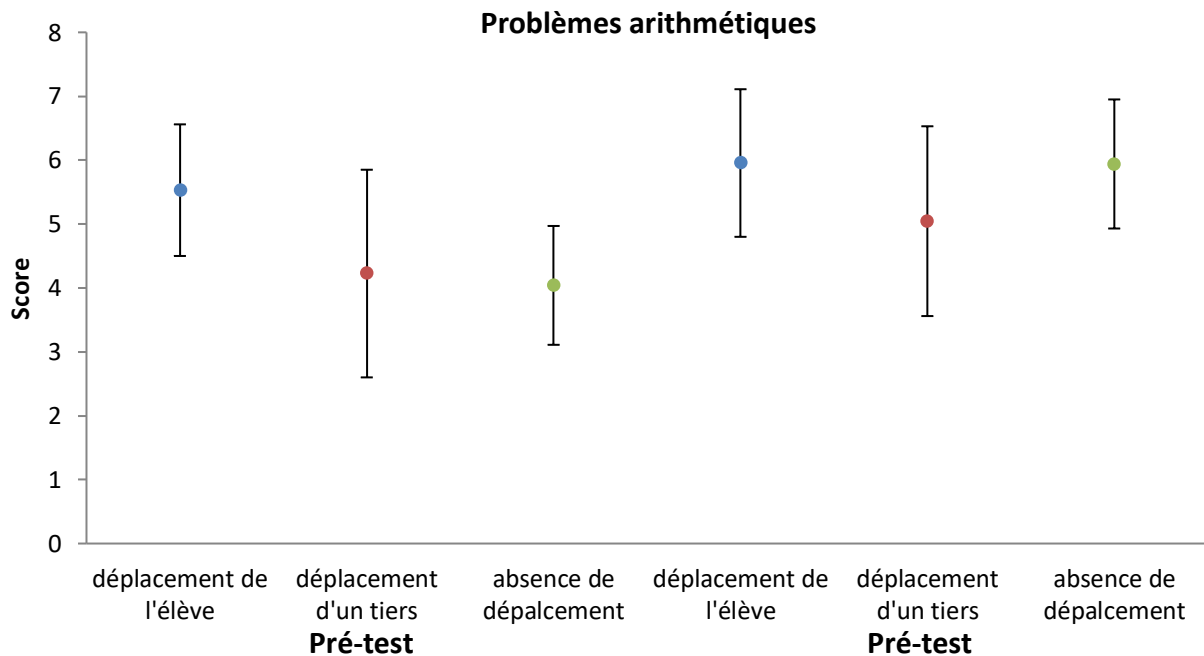 Problèmes arithmétiques
8
7
6
5
4
3
2
1
0
Score
déplacement de
l'élève
déplacement
d'un tiers
absence de
dépalcement
déplacement de
l'élève
déplacement
d'un tiers
absence de
dépalcement
Pré-test
Pré-test